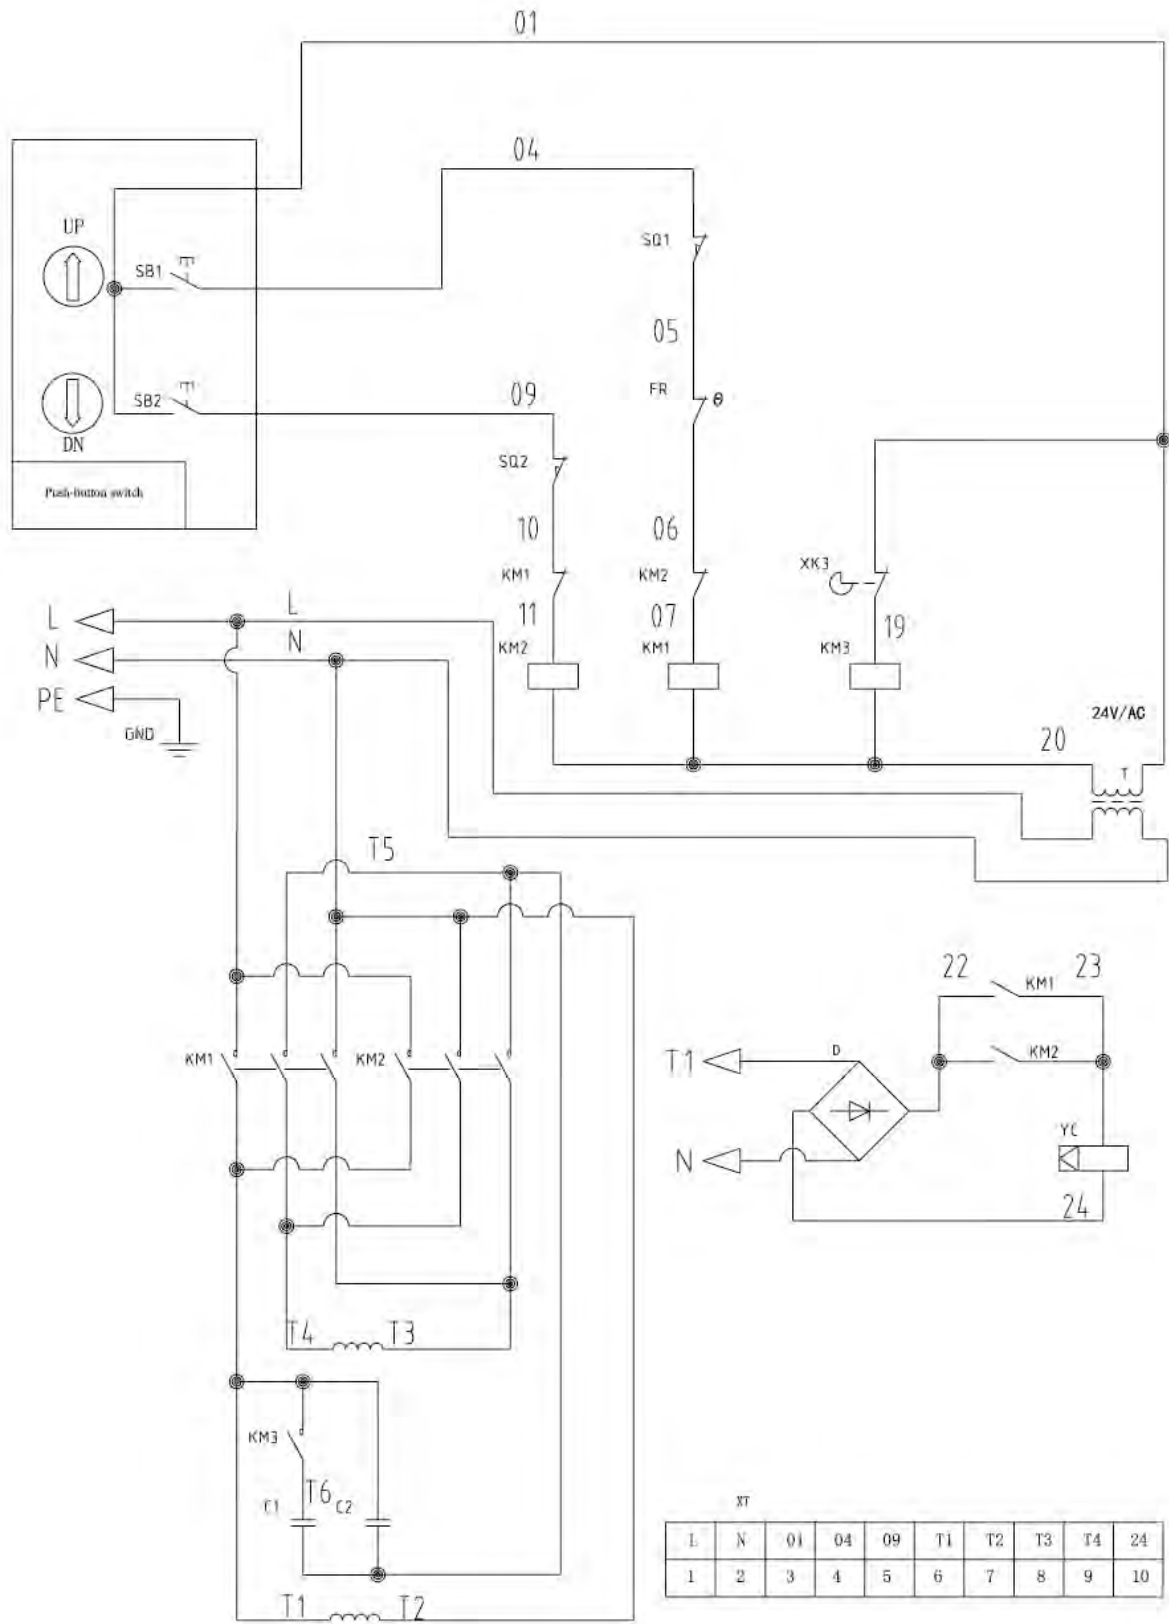 01
04
UP
SB1
SQ1
05
FR
θ
DN
SB2
09
SQ2
Push-button switch
10
06
KM1
KM2
XK3
L
L
11
07
19
N
N
KM2
KM1
KM3
PE
GND
24V/AC
20
T
T5
22
KM1
23
KM1
KM2
T1
D
KM2
N
YC
24
T4
T3
KM3
T6
C1
C2
XT
L N 01 04 09 T1 T2 T3 T4 24
1 2 3 4 5 6 7 8 9 10
T1
T2